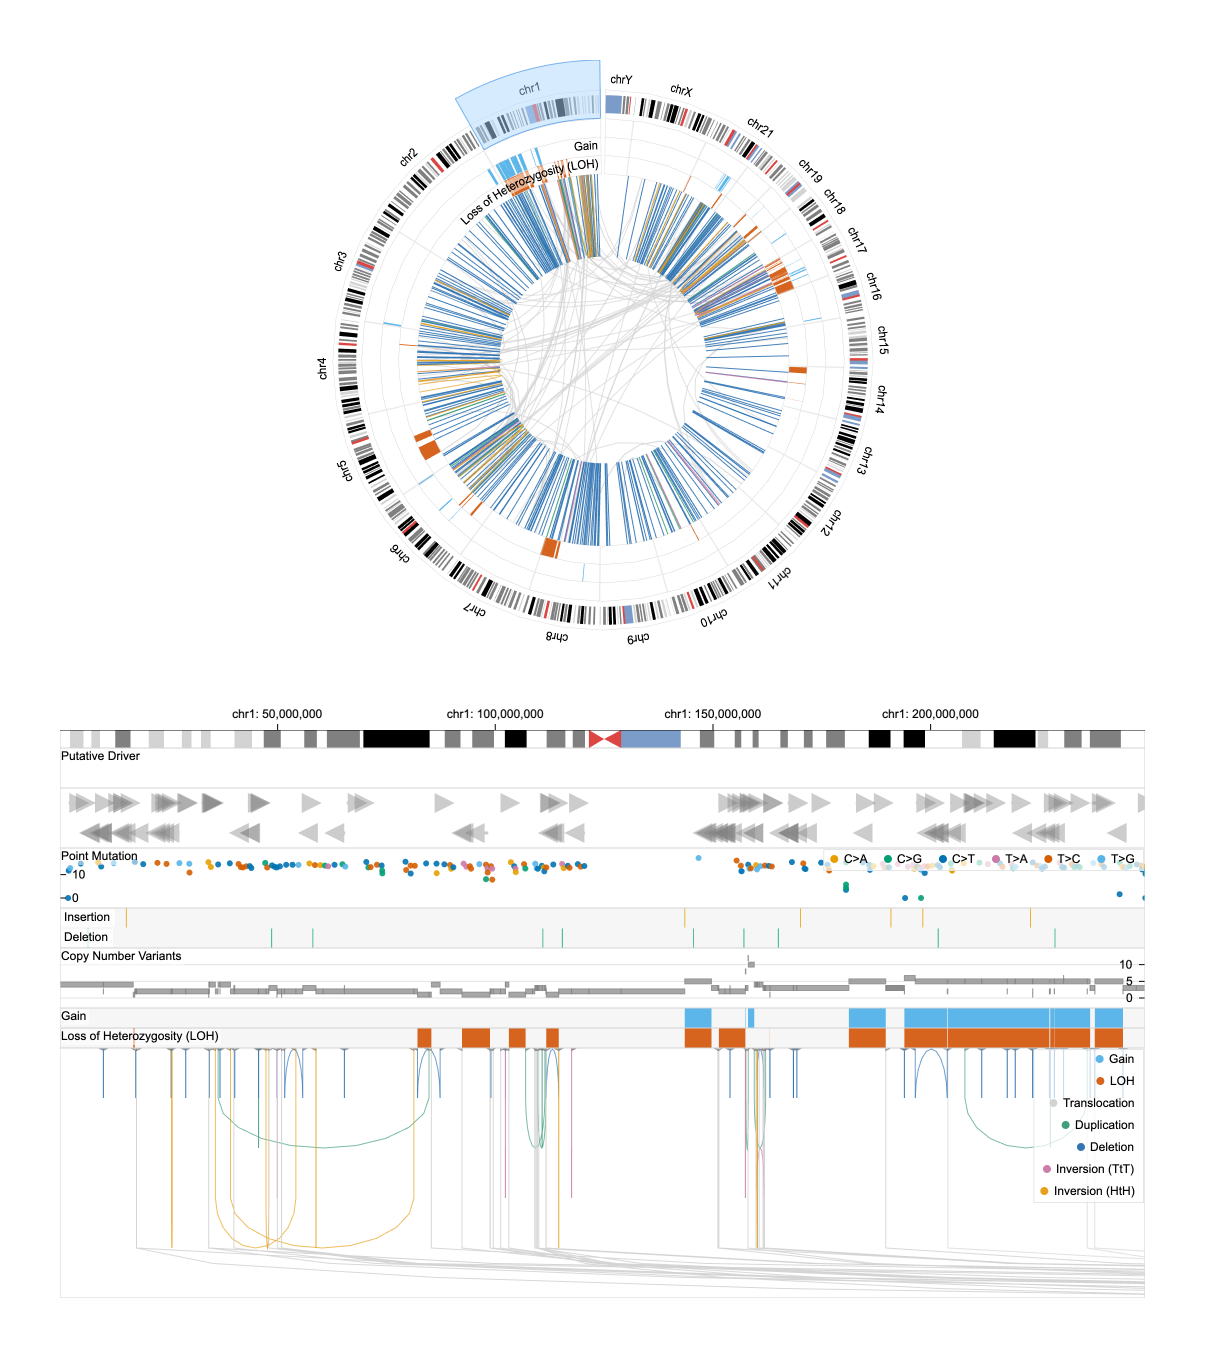 chr1
chrY
chrX
chr21
chr19
chr18
chr17
chr16
chr15
chr14
chr13
chr12
chr11
chr10
chr9
chr8
chr7
chr6
chr5
chr4
chr3
chr2
Gain
Loss of Heterozygosity (LOH)
chr1: 50,000,000
chr1: 100,000,000
chr1: 150,000,000
chr1: 200,000,000
Putative Driver
Point Mutation
C>A
C>G
C>T
T>A
T>C
T>G
10
0
Insertion
Deletion
Copy Number Variants
10
5
0
Gain
Loss of Heterozygosity (LOH)
Gain
LOH
Translocation
Duplication
Deletion
Inversion (TtT)
Inversion (HtH)